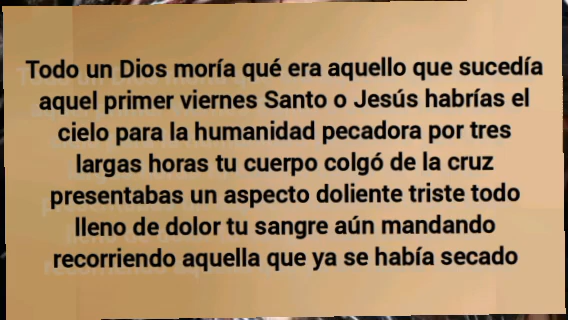 Todo un Dios moría qué era aquello que sucedía
aquel primer viernes Santo o Jesús habrías el
cielo para la humanidad pecadora por tres
largas horas tu cuerpo colgó de la cruz
presentabas un aspecto doliente triste todo
lleno de dolor tu sangre aún mandando
recorriendo aquella que ya se había secado